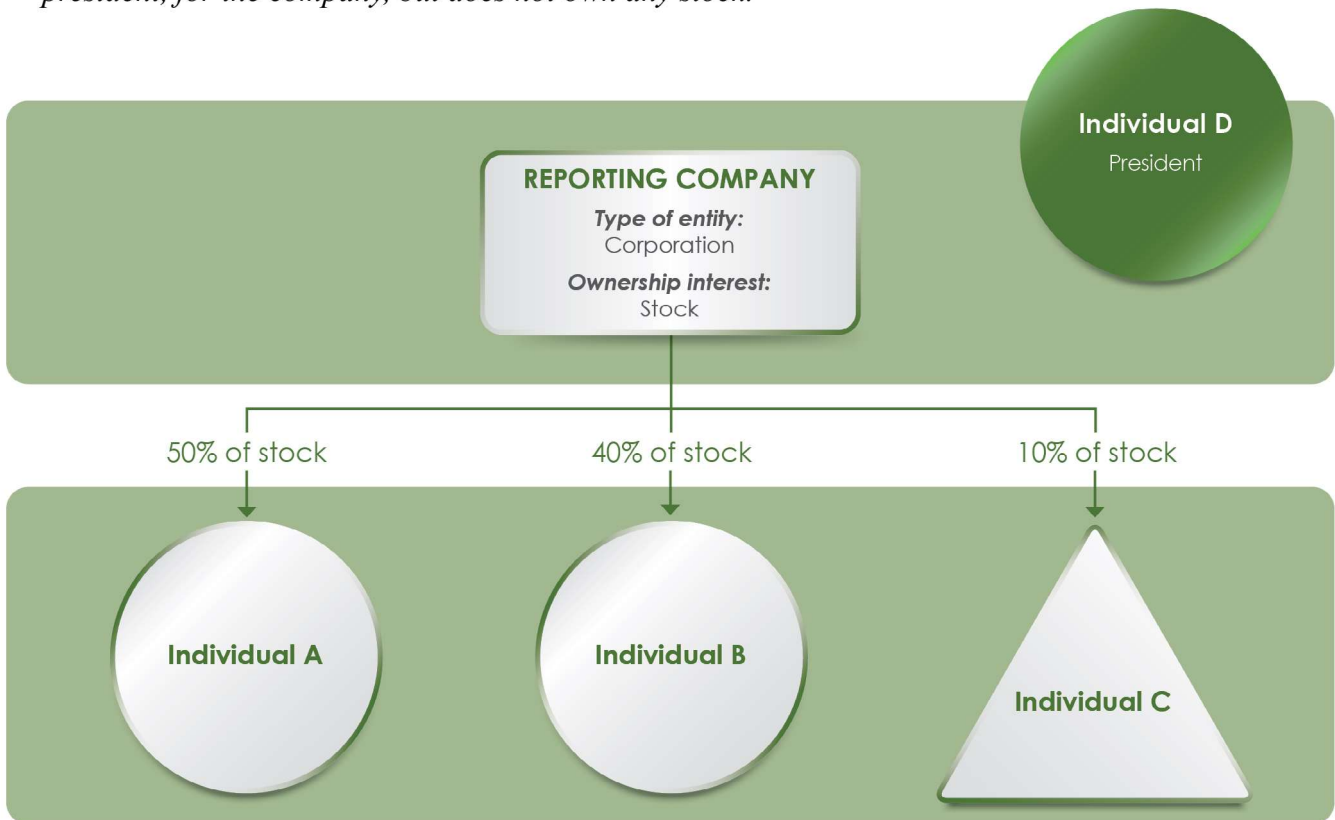 president, for the company, but does not own any stock.
Individual D
President
REPORTING COMPANY
Type of entity:
Corporation
Ownership interest:
Stock
50% of stock
40% of stock
10% of stock
Individual A
Individual B
Individual C